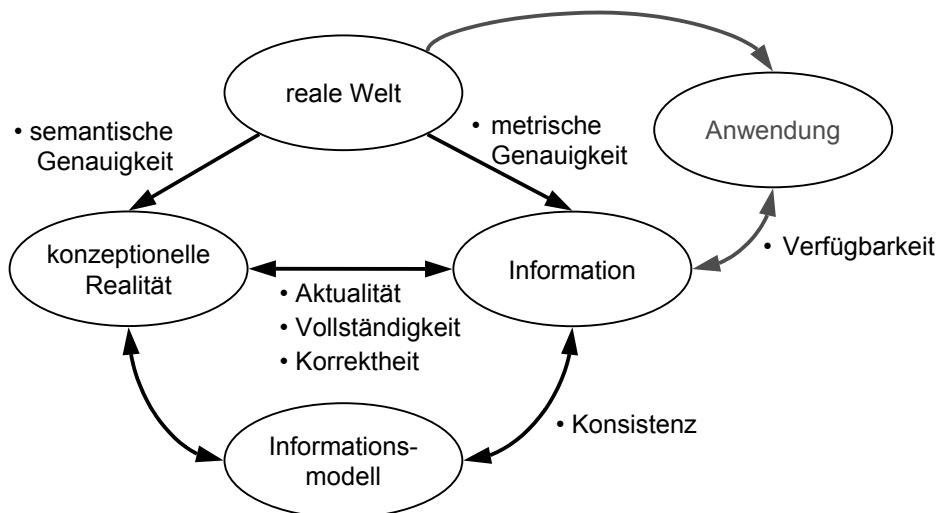 reale Welt
• semantische
Genauigkeit
• metrische
Genauigkeit
Anwendung
konzeptionelle
Realität
Information
• Verfügbarkeit
• Aktualität
• Vollständigkeit
• Korrektheit
Informations-
modell
• Konsistenz